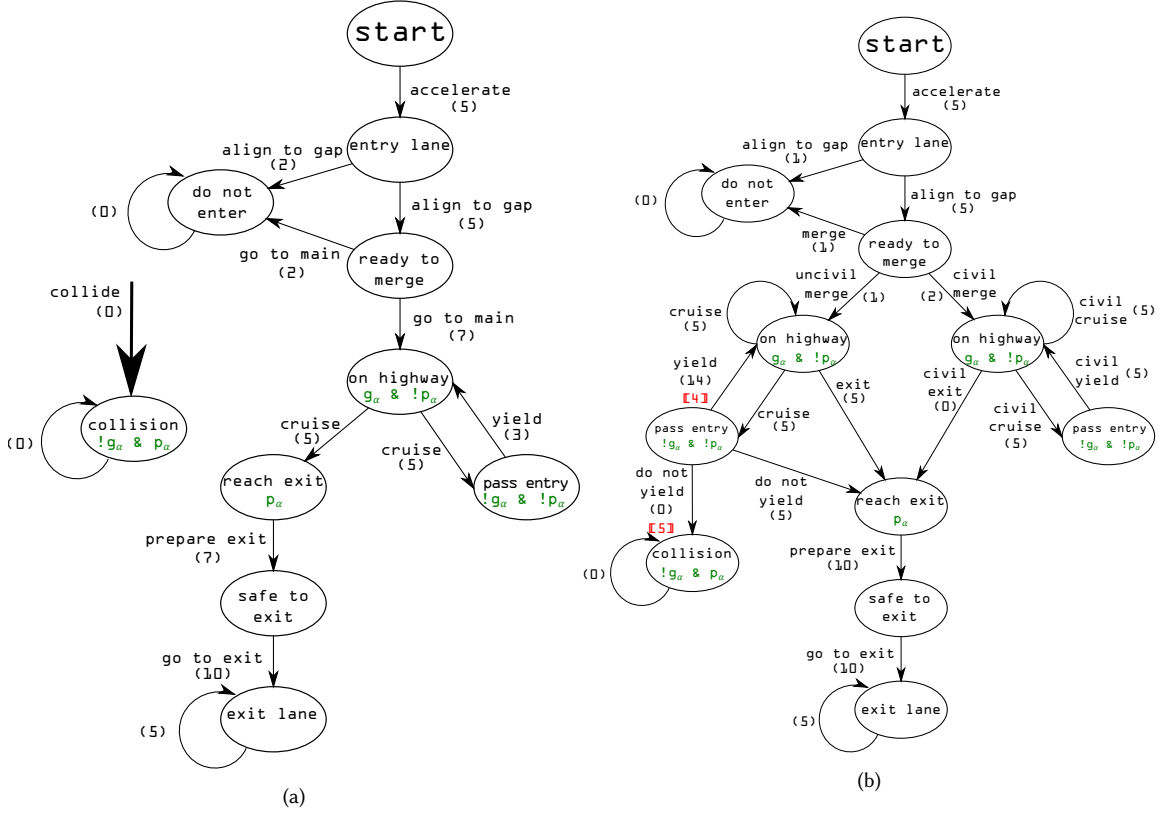 start
accelerate
(5)
entry lane
align to gap
(2)
do not
enter
(0)
align to gap
(5)
go to main
(2)
ready to
merge
collide
(0)
go to main
(7)
on highway
gα & !pα
collision
!gα & pα
(0)
cruise
(5)
yield
(3)
cruise
(5)
reach exit
pα
pass entry
!gα & !pα
prepare exit
(7)
safe to
exit
go to exit
(10)
exit lane
(5)
(a)
start
accelerate
(5)
entry lane
align to gap
(1)
do not
enter
(0)
align to gap
(5)
merge
(1)
ready to
merge
uncivil
merge (1)
civil
(2) merge
cruise
(5)
civil
cruise (5)
on highway
gα & !pα
on highway
gα & !pα
yield
(14)
[[4]]
cruise
(5)
exit
(5)
civil
exit
(0)
civil
yield (5)
civil
cruise
(5)
pass entry
!gα & !pα
pass entry
!gα & !pα
do not
yield
(0)
[[5]]
do not
yield
(5)
reach exit
pα
collision
!gα & pα
(0)
prepare exit
(10)
safe to
exit
go to exit
(10)
exit lane
(5)
(b)